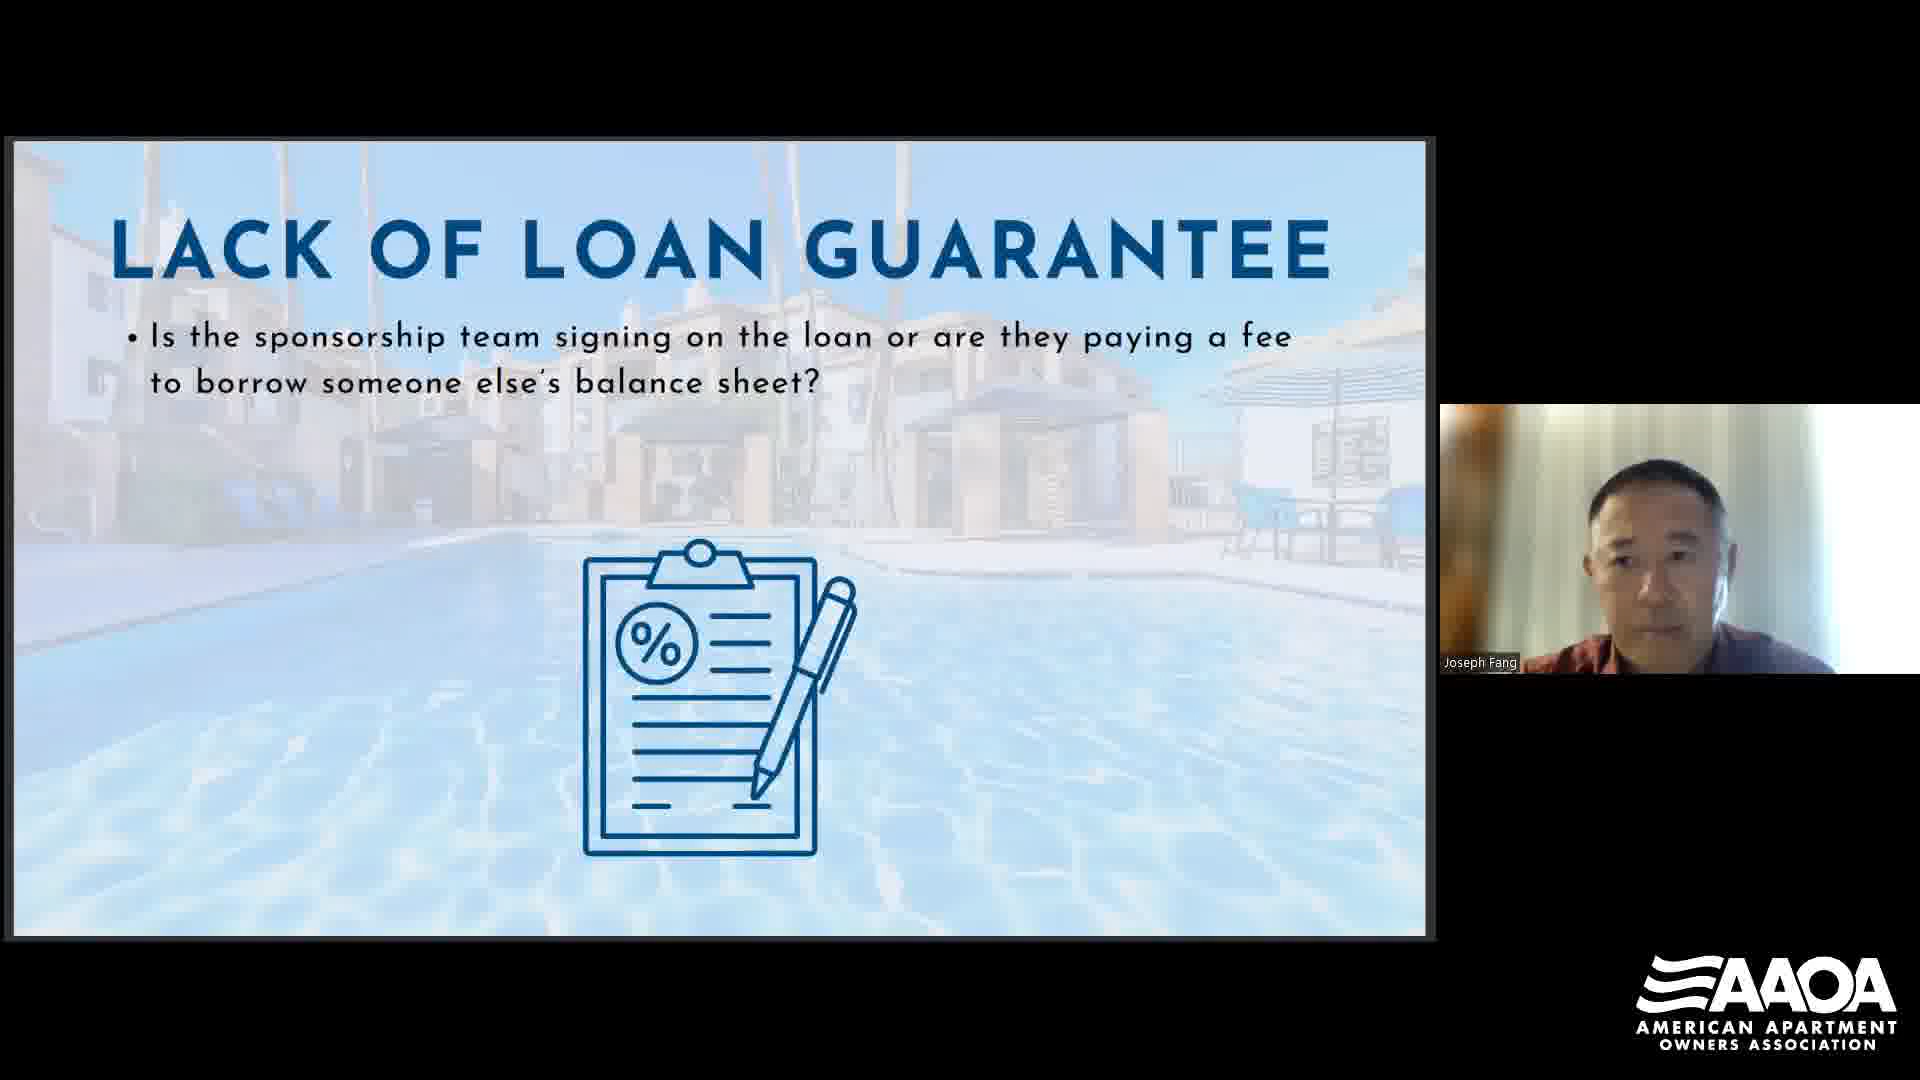 LACK OF LOAN GUARANTEE
• Is the sponsorship team signing on the loan or are they paying a fee
to borrow someone else's balance sheet?
%
Joseph Fang
AAOA
AMERICAN APARTMENT
OWNERS ASSOCIATION